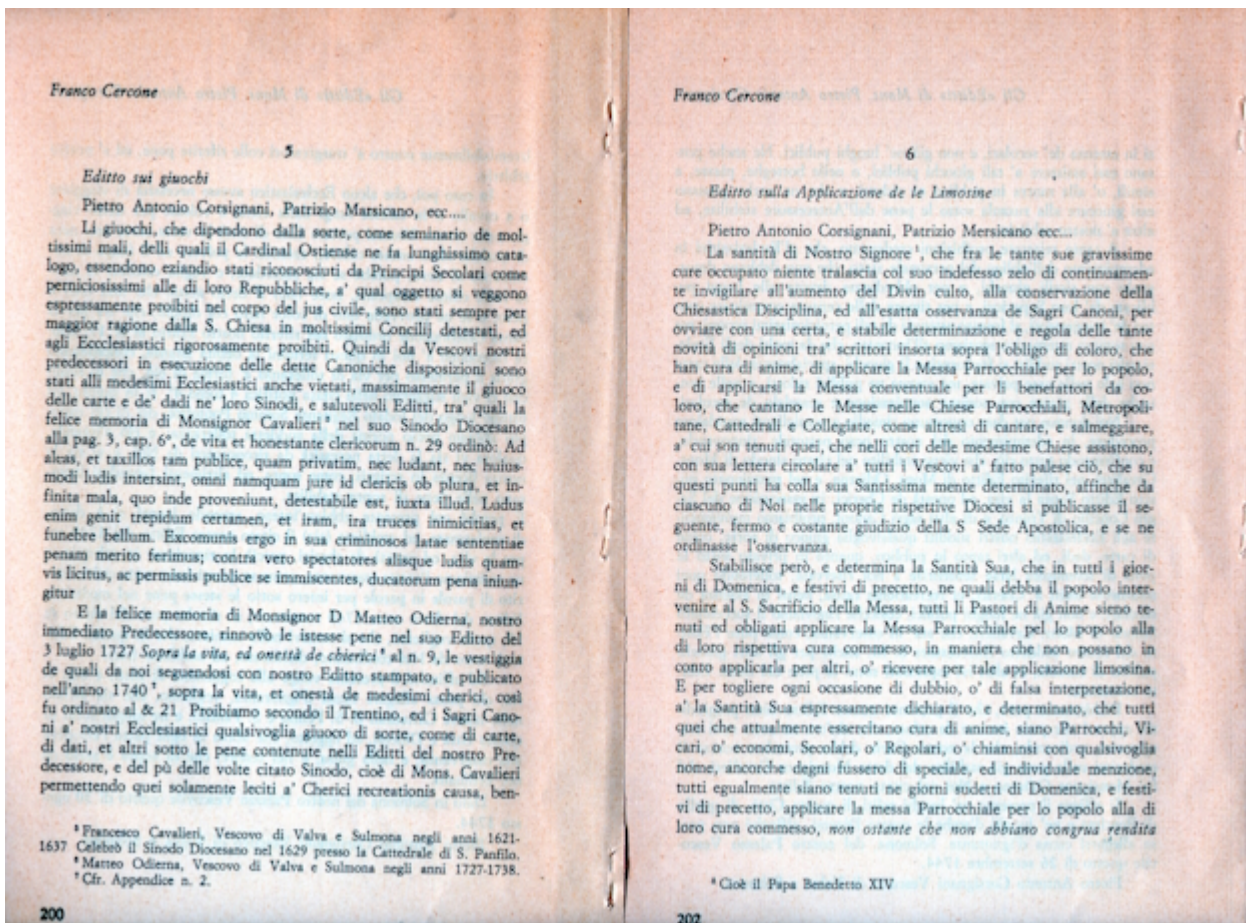 Franco Cercone
5
Editto sui giuochi
Pietro Antonio Corsignani, Patrizio Marsicano, ecc....
Li giuochi, che dipendono dalla sorte, come seminario de mol-
tissimi mali, delli quali il Cardinal Ostiense ne fa lunghissimo cata-
logo, essendono eziandio stati riconosciuti da Principi Secolari come
perniciosissimi alle di loro Repubbliche, a' qual oggetto si veggono
espressamente proibiti nel corpo del jus civile, sono stati sempre per
maggior ragione dalla S. Chiesa in moltissimi Concilij detestati, ed
agli Eccclesiastici rigorosamente proibiti. Quindi da Vescovi nostri
predecessori in esecuzione delle dette Canoniche disposizioni sono
stati alli medesimi Ecclesiastici anche vietati, massimamente il giuoco
delle carte e de' dadi ne' loro Sinodi, e salutevoli Editti, tra' quali la
felice memoria di Monsignor Cavalieri⁵ nel suo Sinodo Diocesano
alla pag. 3, cap. 6°, de vita et honestante clericorum n. 29 ordinò: Ad
aleas, et taxillos tam publice, quam privatim, nec ludant, nec huius-
modi ludis intersint, omni namquam jure id clericis ob plura, et in-
finita mala, quo inde proveniunt, detestabile est, iuxta illud. Ludus
enim genit trepidum certamen, et iram, ira truces inimicitias, et
funebre bellum. Excomunis ergo in sua criminosos latae sententiae
penam merito ferimus; contra vero spectatores alisque ludis quam-
vis licitus, ac permissis publice se immiscentes, ducatorum pena iniun-
gitur
E la felice memoria di Monsignor D Matteo Odierna, nostro
immediato Predecessore, rinnovò le istesse pene nel suo Editto del
3 luglio 1727 Sopra la vita, ed onestà de chierici⁶ al n. 9, le vestiggia
de quali da noi seguendosi con nostro Editto stampato, e publicato
nell'anno 1740⁷, sopra la vita, et onestà de medesimi cherici, così
fu ordinato al & 21 Proibiamo secondo il Trentino, ed i Sagri Cano-
ni a' nostri Ecclesiastici qualsivoglia giuoco di sorte, come di carte,
di dati, et altri sotto le pene contenute nelli Editti del nostro Pre-
decessore, e del pù delle volte citato Sinodo, cioè di Mons. Cavalieri
permettendo quei solamente leciti a' Cherici recreationis causa, ben-
⁵ Francesco Cavalieri, Vescovo di Valva e Sulmona negli anni 1621-
1637 Celebrò il Sinodo Diocesano nel 1629 presso la Cattedrale di S. Panfilo.
⁶ Matteo Odierna, Vescovo di Valva e Sulmona negli anni 1727-1738.
⁷ Cfr. Appendice n. 2.
200
Franco Cercone
6
Editto sulla Applicazione de le Limosine
Pietro Antonio Corsignani, Patrizio Mersicano ecc....
La santità di Nostro Signore⁸, che fra le tante sue gravissime
cure occupato niente tralascia col suo indefesso zelo di continuamen-
te invigilare all'aumento del Divin culto, alla conservazione della
Chiesastica Disciplina, ed all'esatta osservanza de Sagri Canoni, per
ovviare con una certa, e stabile determinazione e regola delle tante
novità di opinioni tra' scrittori insorta sopra l'obligo di coloro, che
han cura di anime, di applicare la Messa Parrocchiale per lo popolo,
e di applicarsi la Messa conventuale per li benefattori da co-
loro, che cantano le Messe nelle Chiese Parrocchiali, Metropoli-
tane, Cattedrali e Collegiate, come altresì di cantare, e salmeggiare,
a' cui son tenuti quei, che nelli cori delle medesime Chiese assistono,
con sua lettera circolare a' tutti i Vescovi a' fatto palese ciò, che su
questi punti ha colla sua Santissima mente determinato, affinche da
ciascuno di Noi nelle proprie rispettive Diocesi si publicasse il se-
guente, fermo e costante giudizio della S Sede Apostolica, e se ne
ordinasse l'osservanza.
Stabilisce però, e determina la Santità Sua, che in tutti i gior-
ni di Domenica, e festivi di precetto, ne quali debba il popolo inter-
venire al S. Sacrificio della Messa, tutti li Pastori di Anime sieno te-
nuti ed obligati applicare la Messa Parrocchiale pel lo popolo alla
di loro rispettiva cura commesso, in maniera che non possano in
conto applicarla per altri, o' ricevere per tale applicazione limosina.
E per togliere ogni occasione di dubbio, o' di falsa interpretazione,
a' la Santità Sua espressamente dichiarato, e determinato, che tutti
quei che attualmente essercitano cura di anime, siano Parrocchi, Vi-
cari, o' economi, Secolari, o' Regolari, o' chiaminsi con qualsivoglia
nome, ancorche degni fussero di speciale, ed individuale menzione,
tutti egualmente siano tenuti ne giorni sudetti di Domenica, e festi-
vi di precetto, applicare la messa Parrocchiale per lo popolo alla di
loro cura commesso, non ostante che non abbiano congrua rendita
⁸ Cioè il Papa Benedetto XIV
202